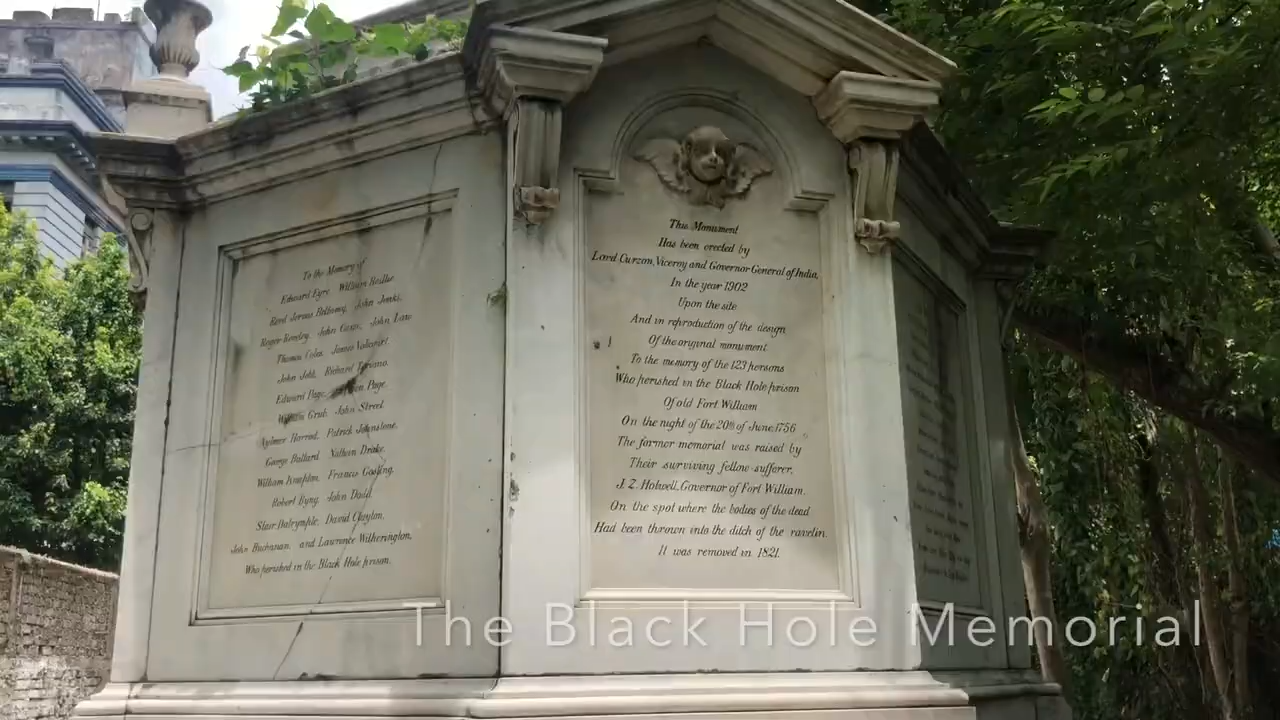 To the Memory of
Edward Eyre, William Baillie
Revd Jervas Bellamy, John Jenks,
Roger Revely, John Carse, John Law
Thomas Coles, James Valicourt,
John Jebb, Richard Toriano,
Edward Page, Page,
William Grub, John Street,
Aylmer Harrod, Patrick Johnstone,
George Ballard, Nathan Drake,
William Knapton, Francis Gosling,
Robert Byng, John Dodd,
Stair Dalrymple, David Clayton,
John Buchanan, and Lawrence Witherington,
Who perished in the Black Hole prison.
This Monument
Has been erected by
Lord Curzon, Viceroy and Governor General of India,
In the year 1902
Upon the site
And in reproduction of the design
Of the original monument
To the memory of the 123 persons
Who perished in the Black Hole prison
Of old Fort William
On the night of the 20th of June, 1756
The former memorial was raised by
Their surviving fellow-sufferer,
J. Z. Holwell, Governor of Fort William,
On the spot where the bodies of the dead
Had been thrown into the ditch of the ravelin.
It was removed in 1821.
The Black Hole Memorial